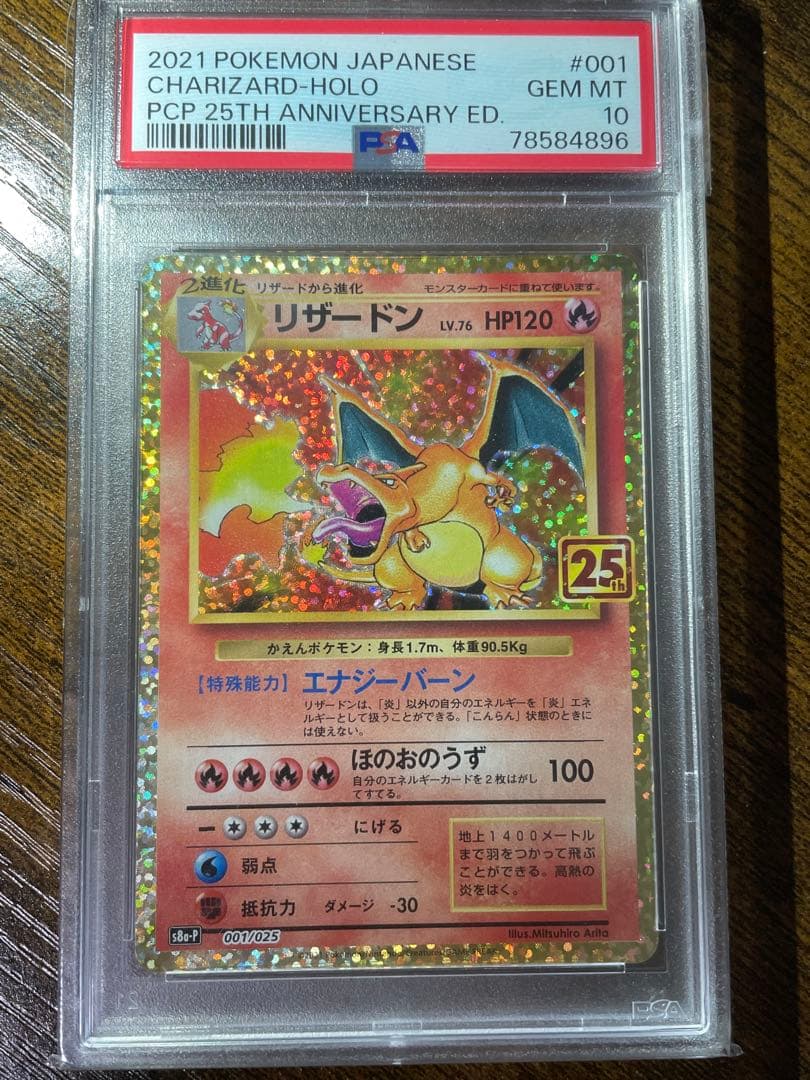 2021 POKEMON JAPANESE #001
CHARIZARD-HOLO GEM MT
PCP 25TH ANNIVERSARY ED. 10
PSA 78584896
2進化 リザードから進化 モンスターカードに重ねて使います。
リザードン LV.76 HP120
25th
かえんポケモン：身長1.7m、体重90.5Kg
【特殊能力】エナジーバーン
リザードンは、「炎」以外の自分のエネルギーを「炎」エネ
ルギーとして扱うことができる。「こんらん」状態のときに
は使えない。
ほのおのうず 100
自分のエネルギーカードを2枚はがし
てすてる。
にげる
弱点
抵抗力 ダメージ -30
地上1400メートル
まで羽をつかって飛ぶ
ことができる。高熱の
炎をはく。
s8a-P 001/025
Illus.Mitsuhiro Arita
PSA